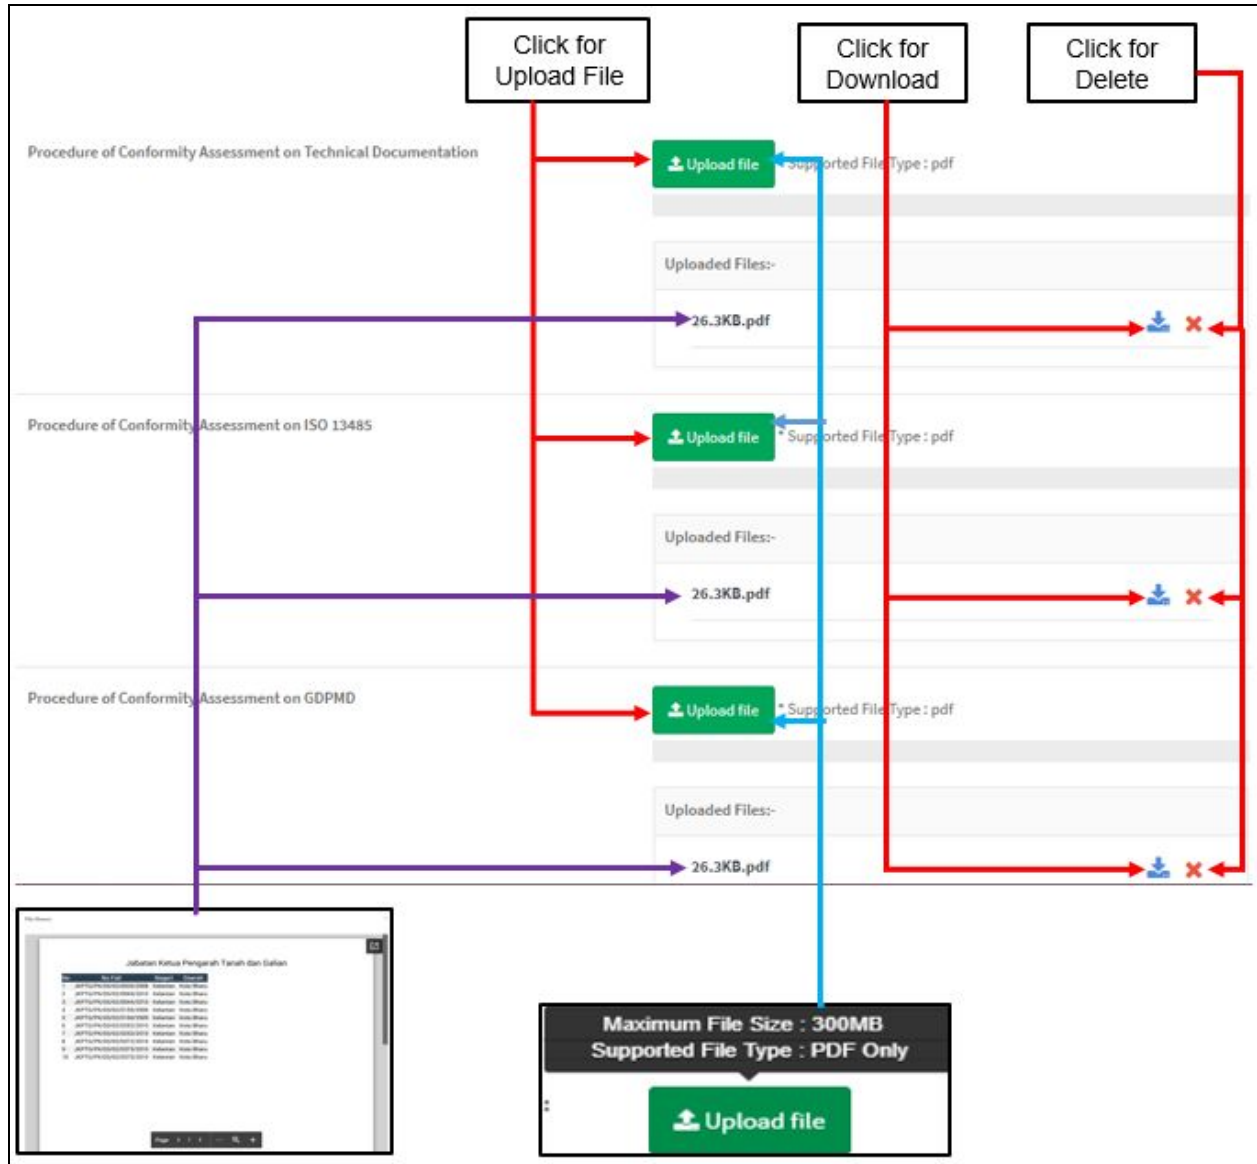 Click for
Upload File
Click for
Download
Click for
Delete
Procedure of Conformity Assessment on Technical Documentation
Upload file
Supported File Type : pdf
Uploaded Files:-
26.3KB.pdf
Procedure of Conformity Assessment on ISO 13485
Upload file
* Supported File Type : pdf
Uploaded Files:-
26.3KB.pdf
Procedure of Conformity Assessment on GDPMD
Upload file
* Supported File Type : pdf
Uploaded Files:-
26.3KB.pdf
Jabatan Ketua Pengarah Tanah dan Galian
Page
Maximum File Size : 300MB
Supported File Type : PDF Only
:
Upload file